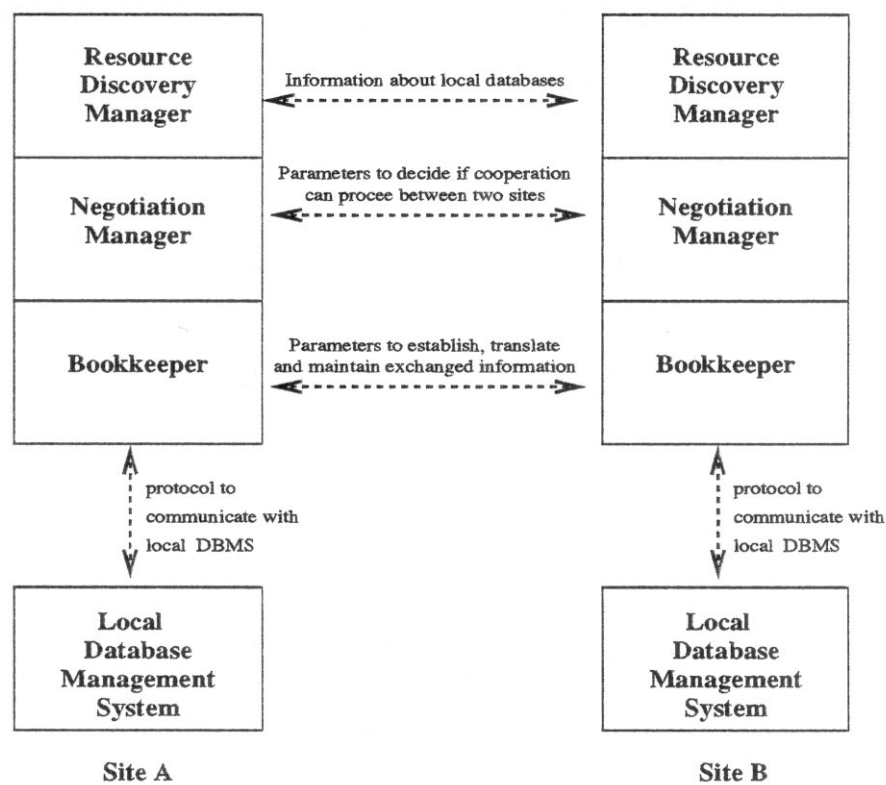 Resource
Discovery
Manager
Information about local databases
Resource
Discovery
Manager
Negotiation
Manager
Parameters to decide if cooperation
can procee between two sites
Negotiation
Manager
Bookkeeper
Parameters to establish, translate
and maintain exchanged information
Bookkeeper
protocol to
communicate with
local DBMS
protocol to
communicate with
local DBMS
Local
Database
Management
System
Local
Database
Management
System
Site A
Site B